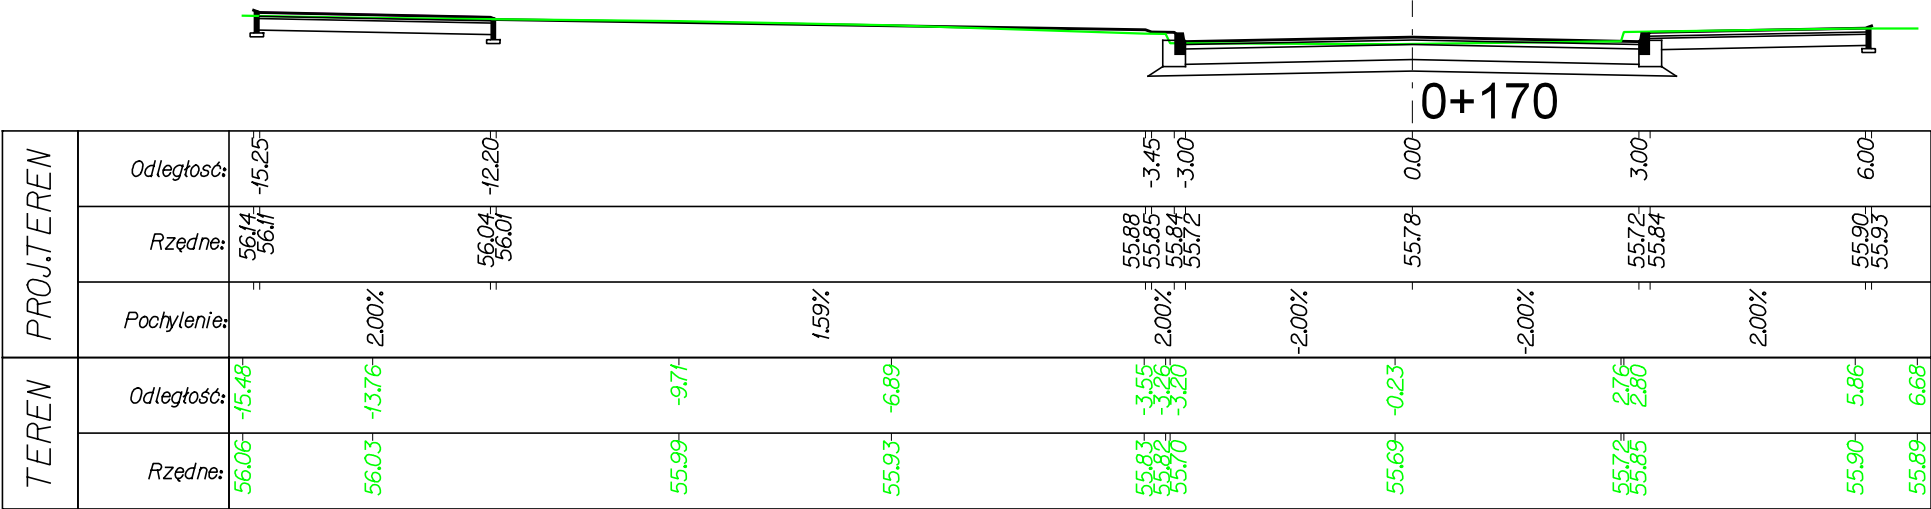 0+170
PROJ.TEREN
Odległosć: -15.25 -12.20 -3.45 -3.00 0.00 3.00 6.00
Rzędne: 56.14 56.11 56.04 56.01 55.88 55.85 55.84 55.72 55.78 55.72 55.84 55.90 55.93
Pochylenie: 2.00% 1.59% 2.00% -2.00% -2.00% 2.00%
TEREN
Odległość: -15.48 -13.76 -9.71 -6.89 -3.55 -3.26 -3.20 -0.23 2.76 2.80 5.86 6.68
Rzędne: 56.06 56.03 55.99 55.93 55.83 55.82 55.70 55.69 55.72 55.85 55.90 55.89